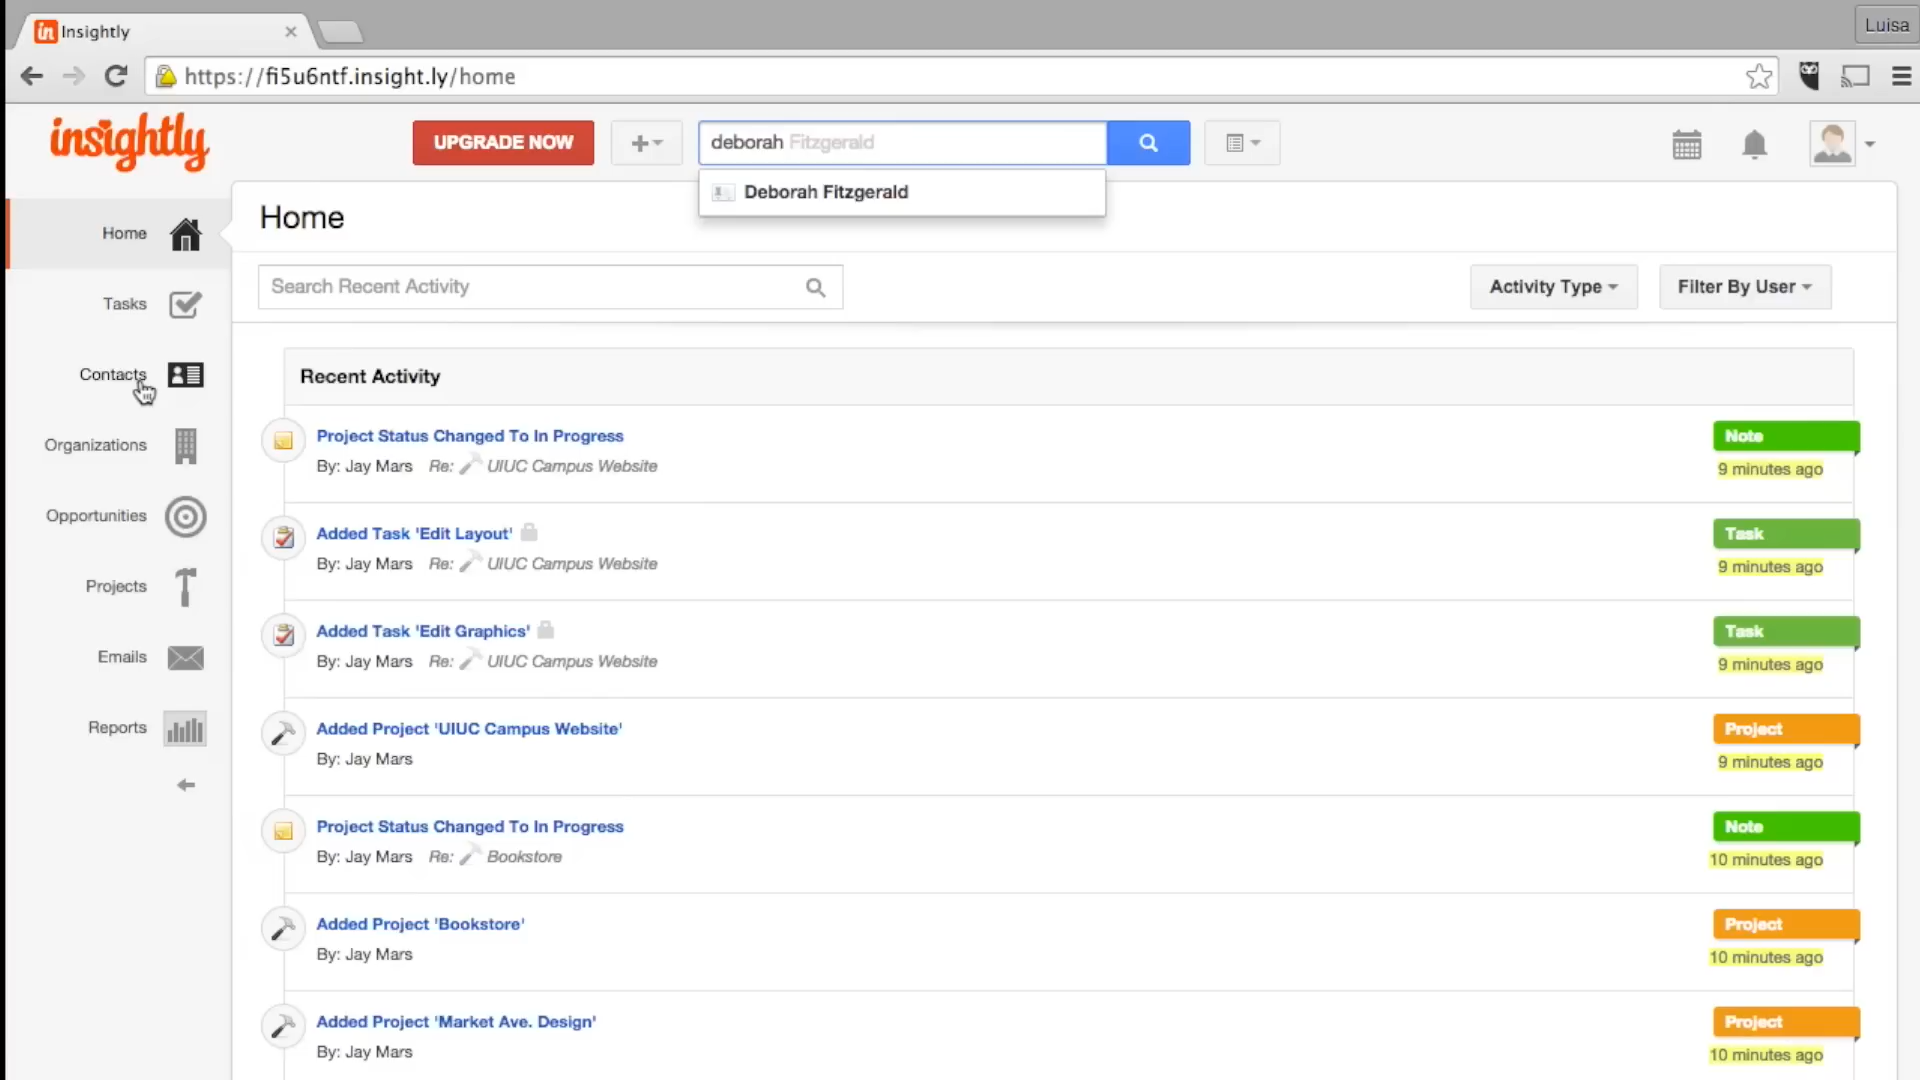 Insightly
Luisa
https://fi5u6ntf.insight.ly/home
insightly
UPGRADE NOW
deborah Fitzgerald
Deborah Fitzgerald
Home
Home
Search Recent Activity
Activity Type
Filter By User
Tasks
Contacts
Organizations
Opportunities
Projects
Emails
Reports
Recent Activity
Project Status Changed To In Progress
Note
By: Jay Mars Re: UIUC Campus Website
9 minutes ago
Added Task 'Edit Layout'
Task
By: Jay Mars Re: UIUC Campus Website
9 minutes ago
Added Task 'Edit Graphics'
Task
By: Jay Mars Re: UIUC Campus Website
9 minutes ago
Added Project 'UIUC Campus Website'
Project
By: Jay Mars
9 minutes ago
Project Status Changed To In Progress
Note
By: Jay Mars Re: Bookstore
10 minutes ago
Added Project 'Bookstore'
Project
By: Jay Mars
10 minutes ago
Added Project 'Market Ave. Design'
Project
By: Jay Mars
10 minutes ago